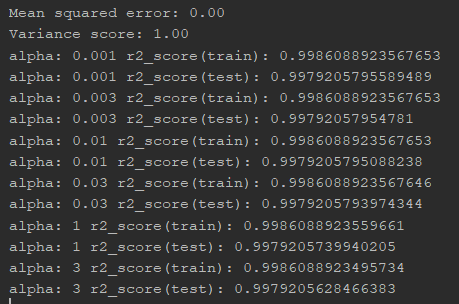 Mean squared error: 0.00
Variance score: 1.00
alpha: 0.001 r2_score(train): 0.9986088923567653
alpha: 0.001 r2_score(test): 0.9979205795589489
alpha: 0.003 r2_score(train): 0.9986088923567653
alpha: 0.003 r2_score(test): 0.99792057954781
alpha: 0.01 r2_score(train): 0.9986088923567653
alpha: 0.01 r2_score(test): 0.9979205795088238
alpha: 0.03 r2_score(train): 0.9986088923567646
alpha: 0.03 r2_score(test): 0.9979205793974344
alpha: 1 r2_score(train): 0.9986088923559661
alpha: 1 r2_score(test): 0.9979205739940205
alpha: 3 r2_score(train): 0.9986088923495734
alpha: 3 r2_score(test): 0.9979205628466383